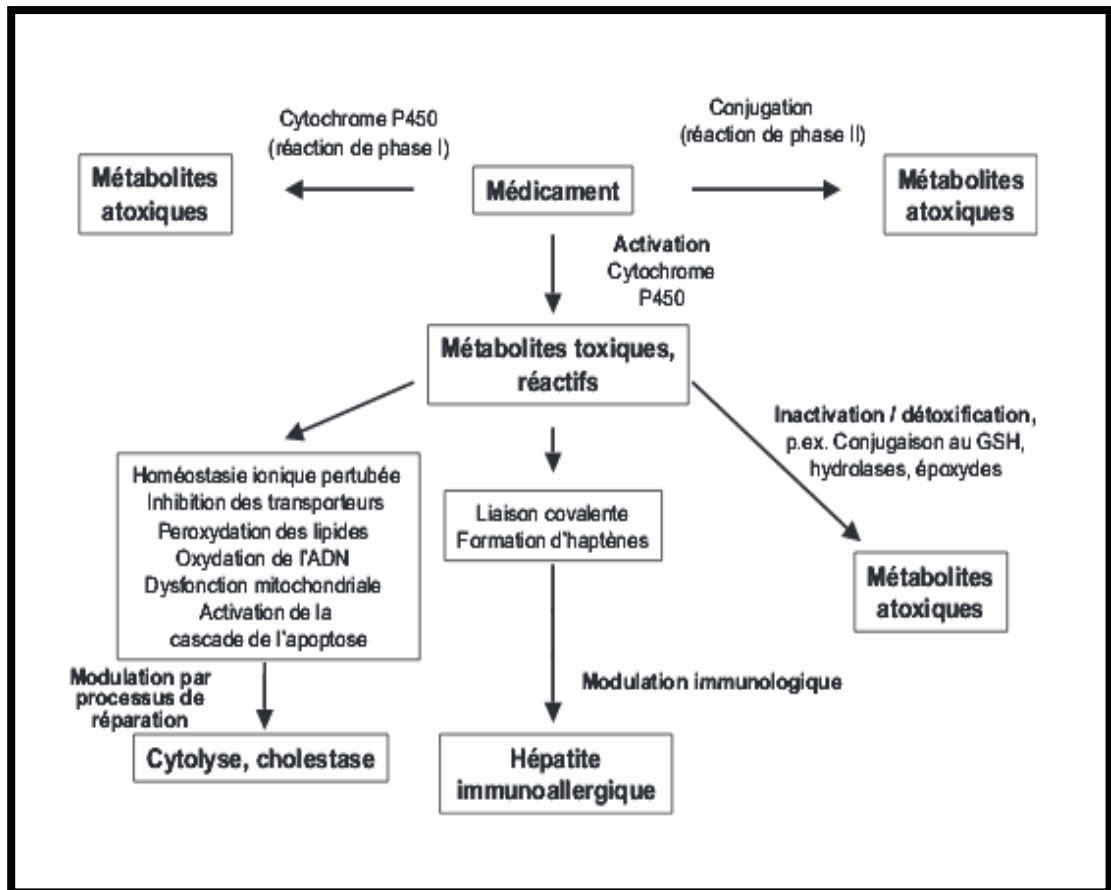 Cytochrome P450
(réaction de phase I)
Conjugation
(réaction de phase II)
Métabolites
atoxiques
Médicament
Métabolites
atoxiques
Activation
Cytochrome
P450
Métabolites toxiques,
réactifs
Inactivation / détoxification,
p.ex. Conjugaison au GSH,
hydrolases, époxydes
Homéostasie ionique pertubée
Inhibition des transporteurs
Peroxydation des lipides
Oxydation de l'ADN
Dysfonction mitochondriale
Activation de la
cascade de l'apoptose
Liaison covalente
Formation d'haptènes
Métabolites
atoxiques
Modulation par
processus de
réparation
Modulation immunologique
Cytolyse, cholestase
Hépatite
immunoallergique